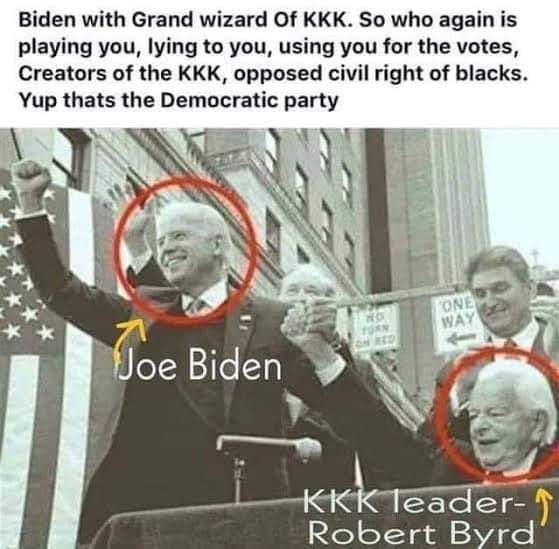 Biden with Grand wizard Of KKK. So who again is
playing you, lying to you, using you for the votes,
Creators of the KKK, opposed civil right of blacks.
Yup thats the Democratic party
NO
TURN
ON RED
ONE
WAY
Joe Biden
KKK leader-
Robert Byrd